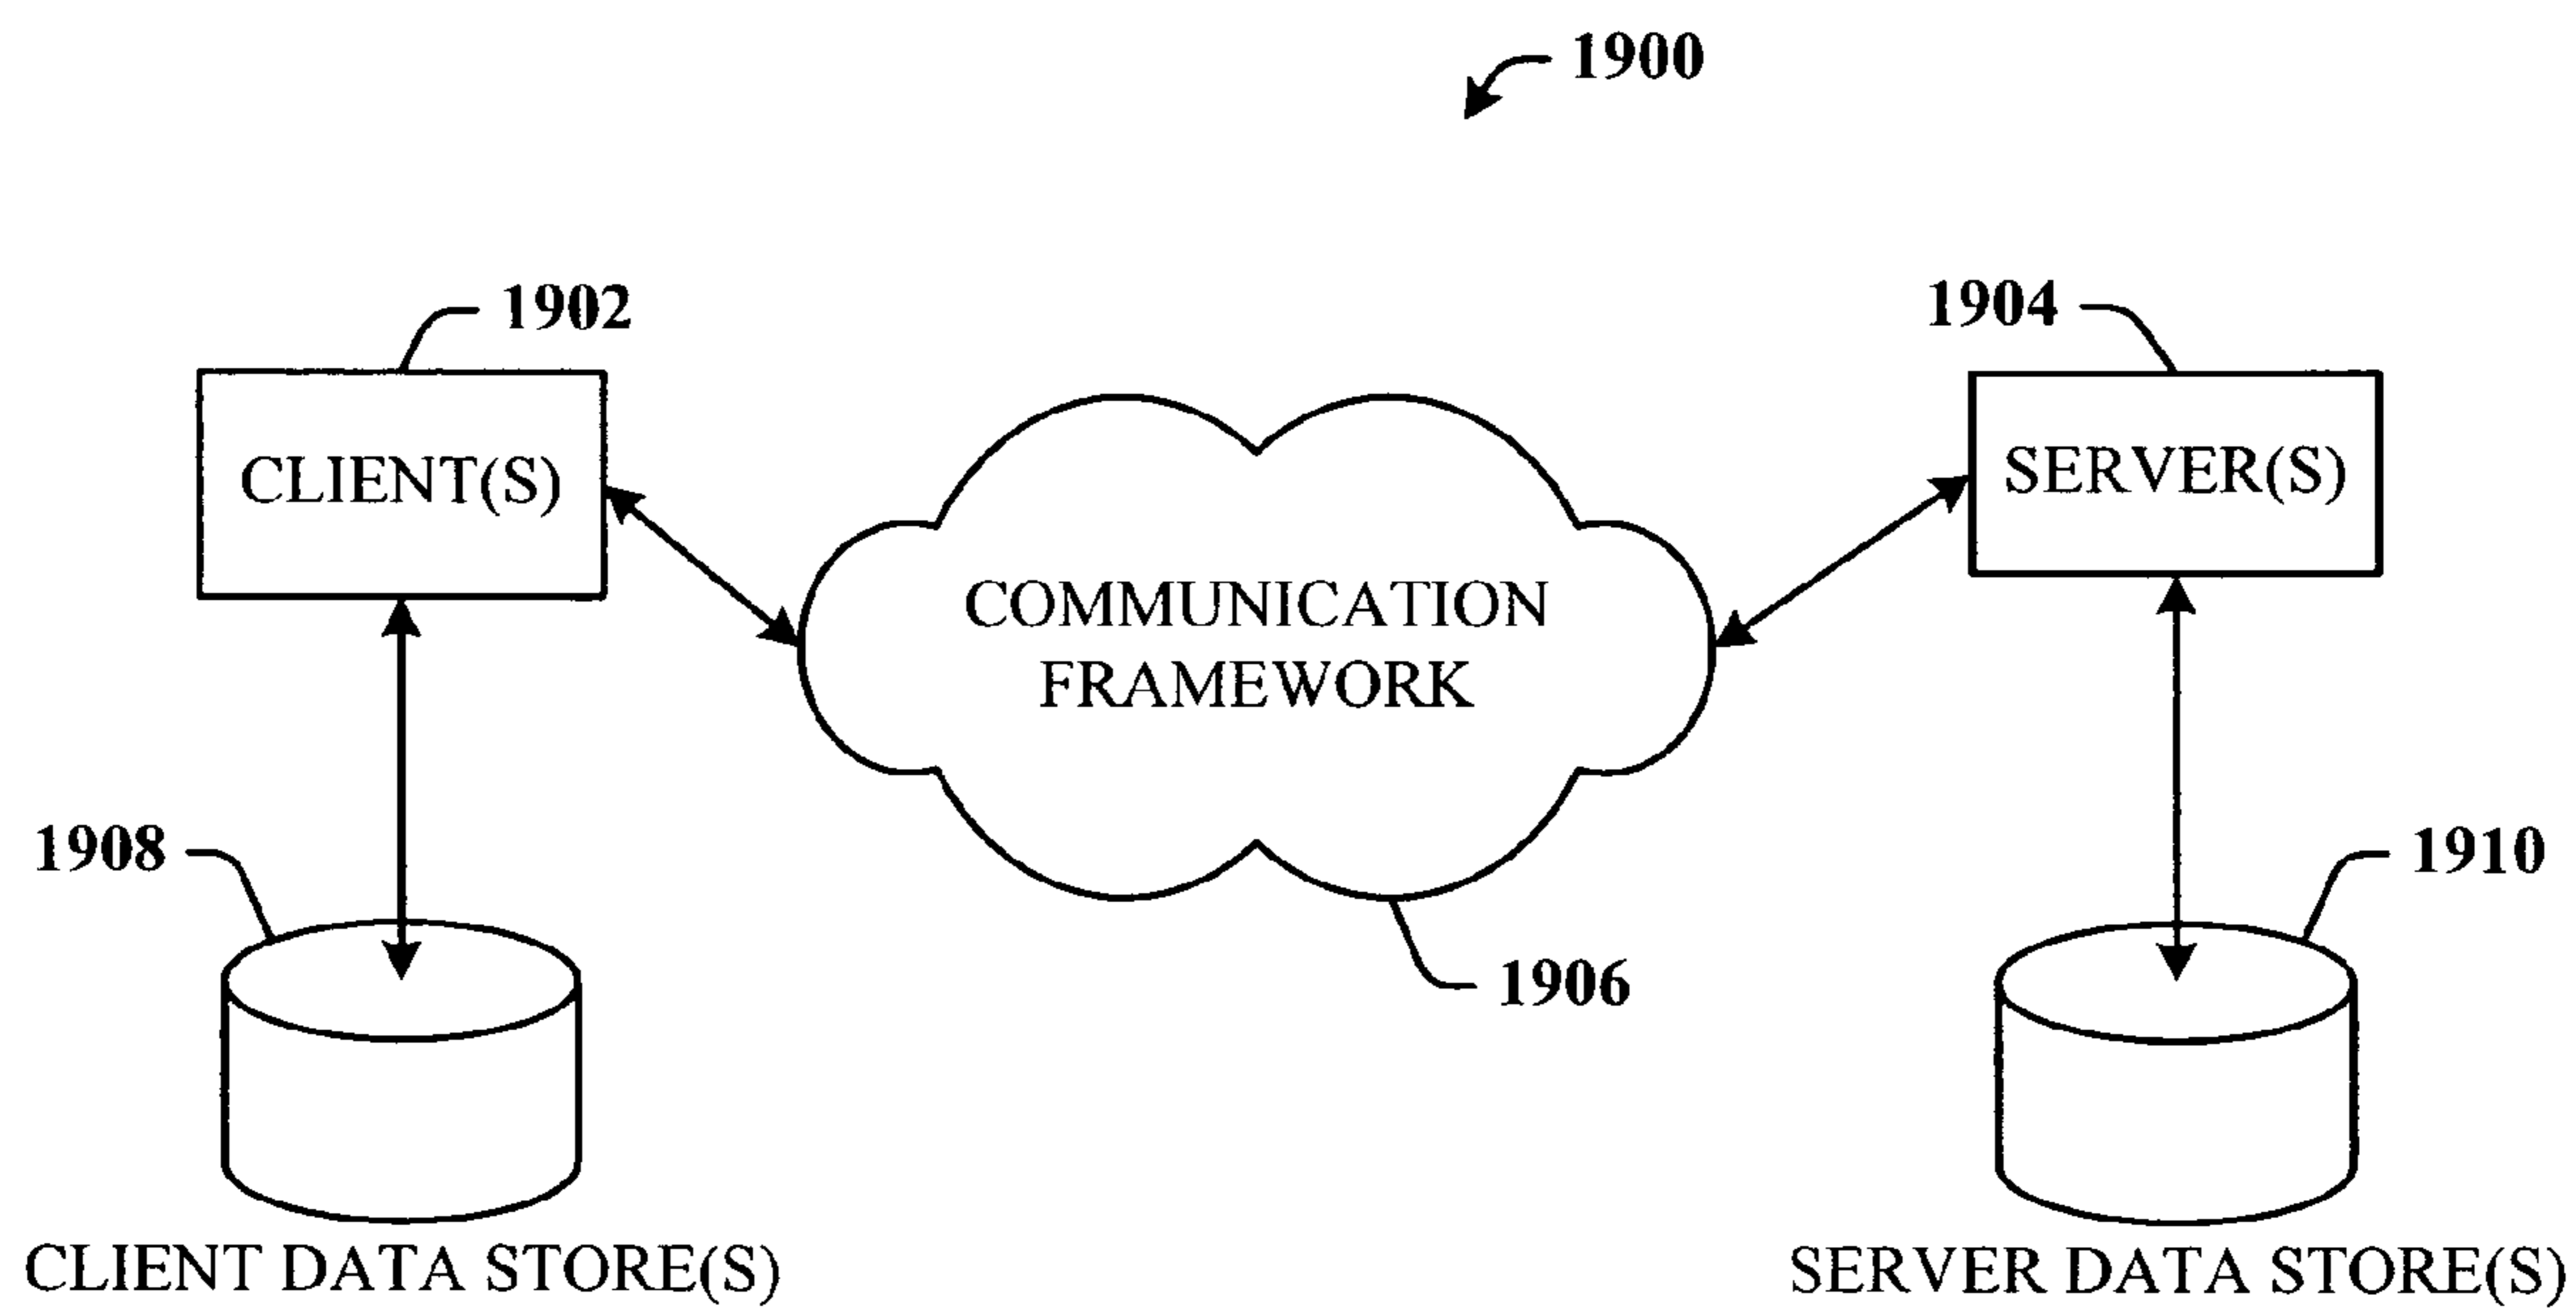 1900
1902
1904
CLIENT(S)
SERVER(S)
COMMUNICATION
FRAMEWORK
1908
1910
1906
CLIENT DATA STORE(S)
SERVER DATA STORE(S)